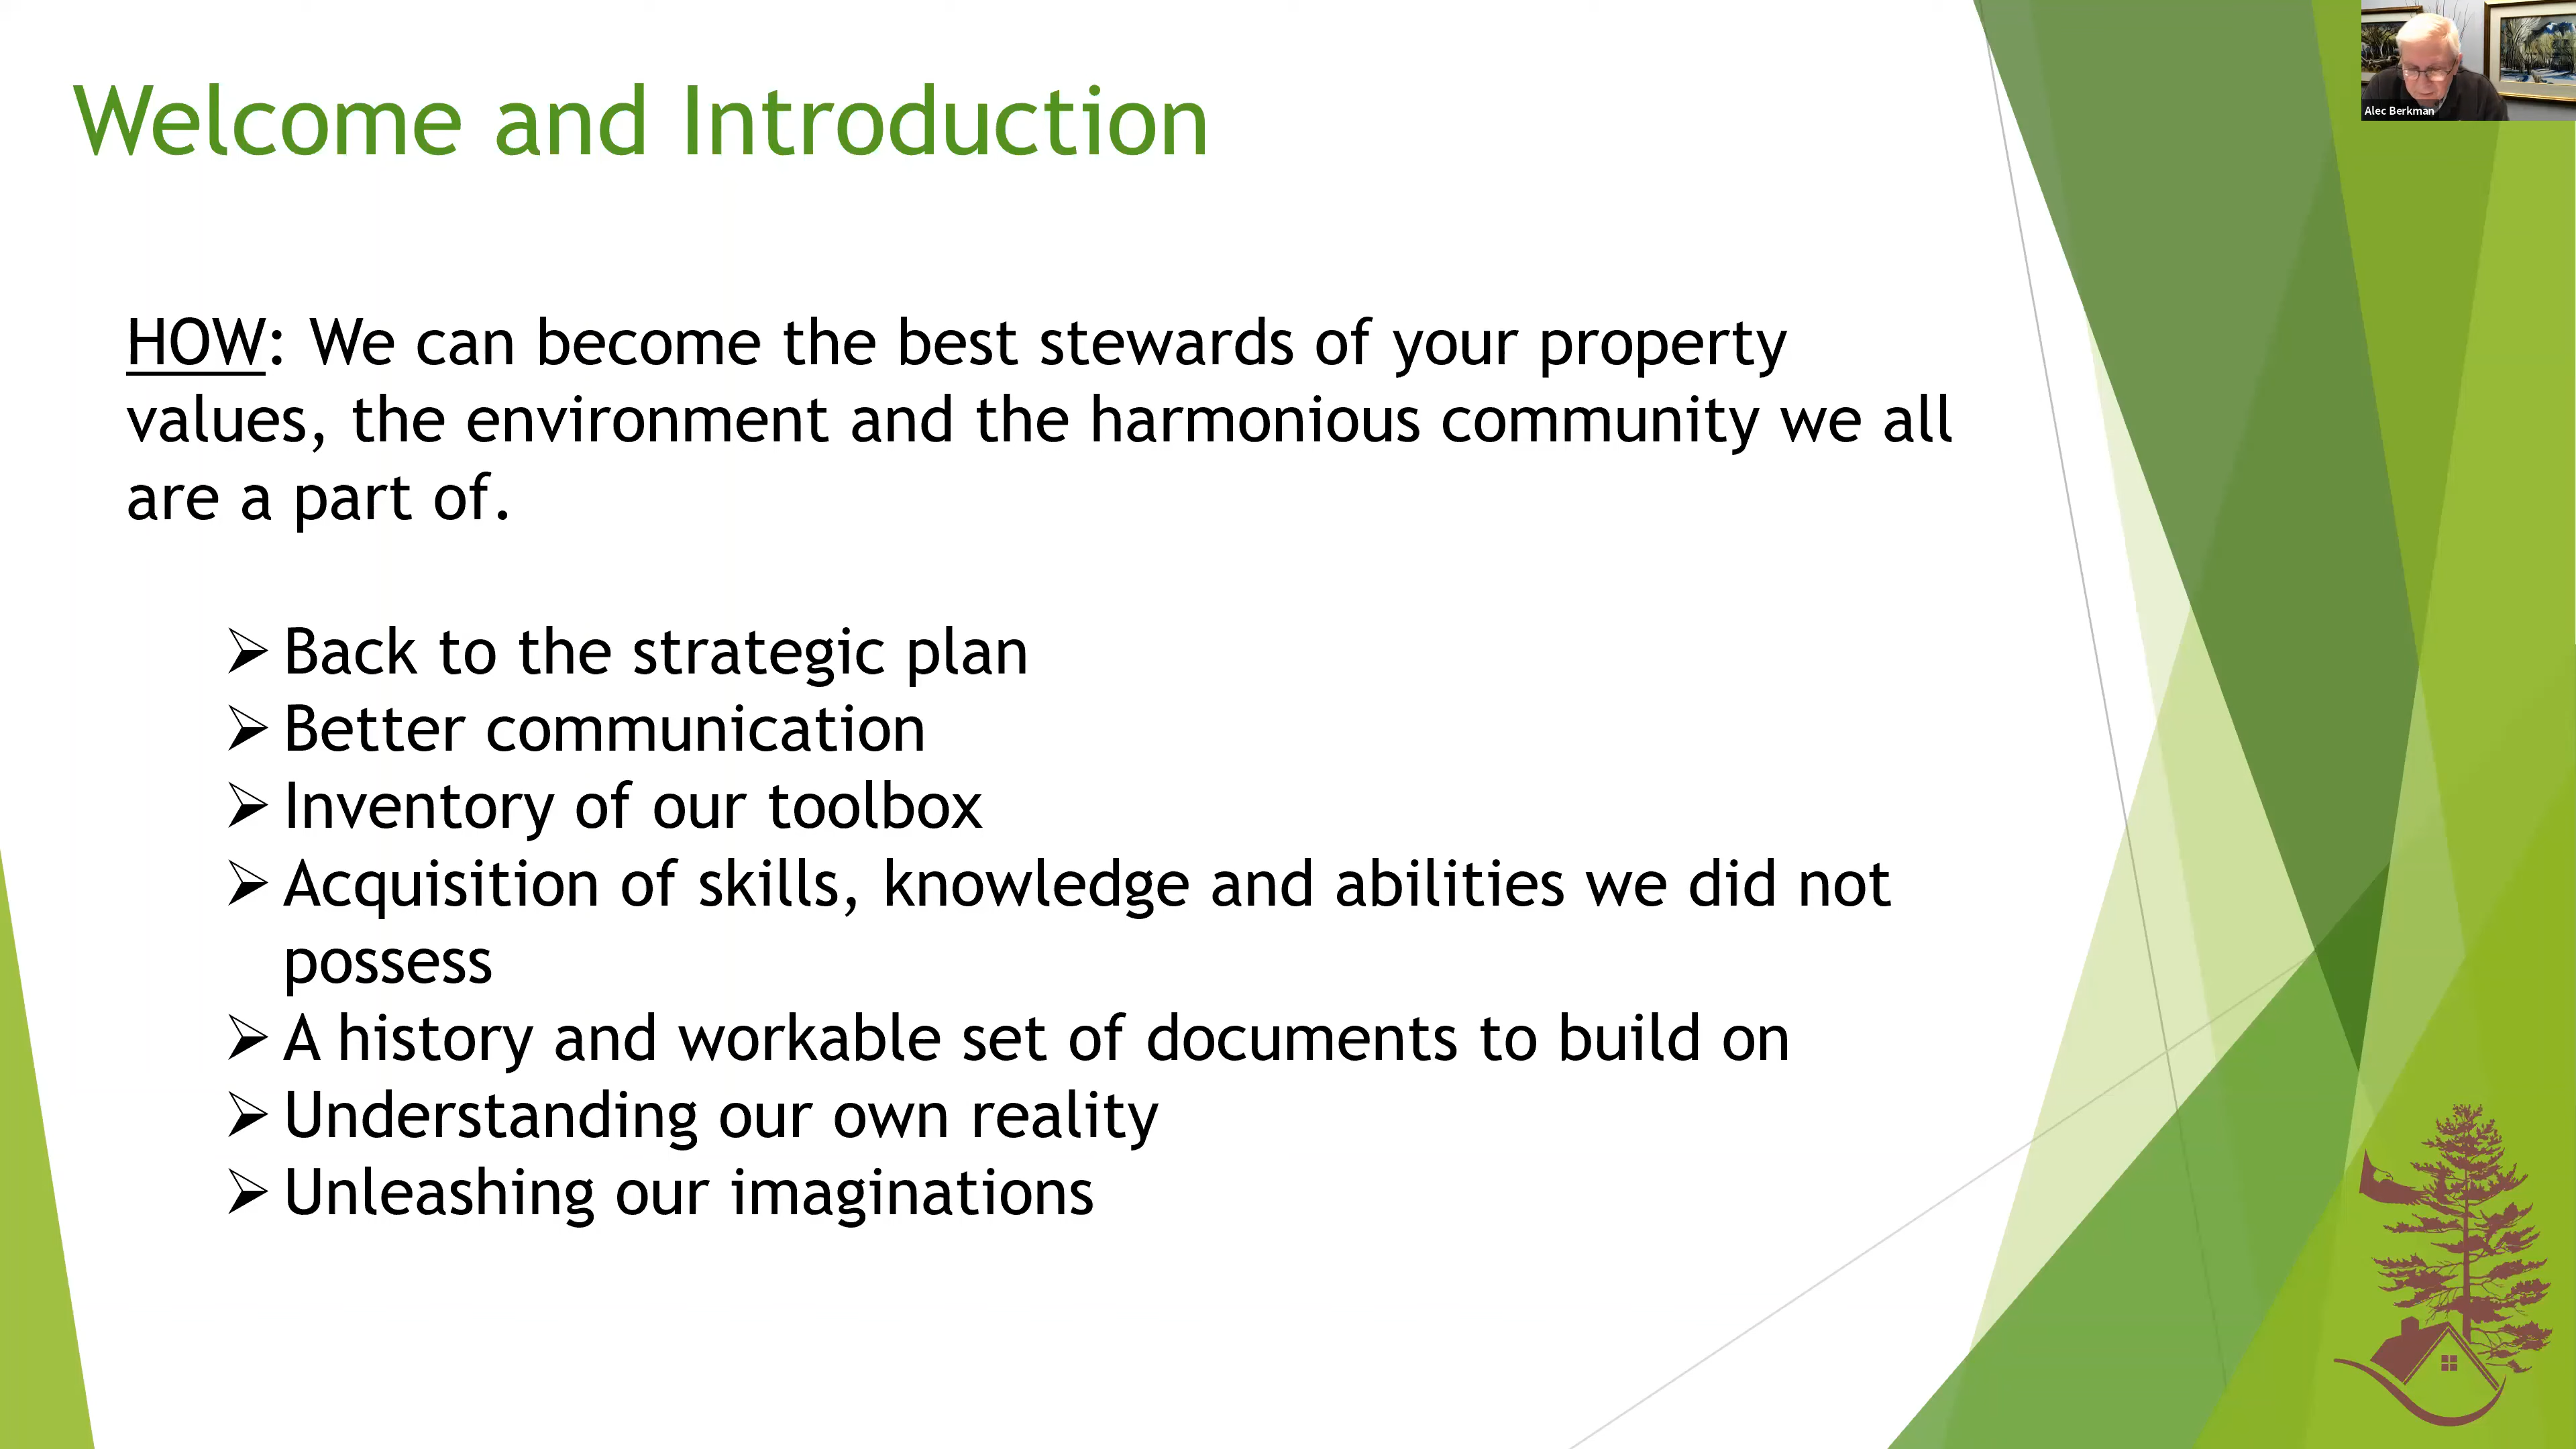 Welcome and Introduction
Alec Berkman
HOW: We can become the best stewards of your property
values, the environment and the harmonious community we all
are a part of.
➢ Back to the strategic plan
➢ Better communication
➢ Inventory of our toolbox
➢ Acquisition of skills, knowledge and abilities we did not
possess
➢ A history and workable set of documents to build on
➢ Understanding our own reality
➢ Unleashing our imaginations